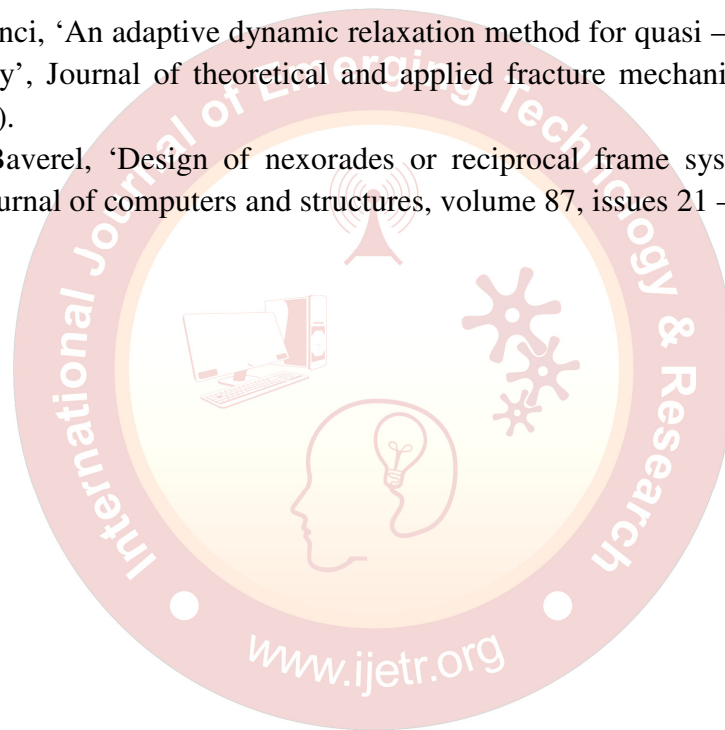 nci, ‘An adaptive dynamic relaxation method for quasi –
y’, Journal of theoretical and applied fracture mechani
).
Baverel, ‘Design of nexorades or reciprocal frame sys
urnal of computers and structures, volume 87, issues 21 –
International Journal of Emerging Technology & Research
www.ijetr.org